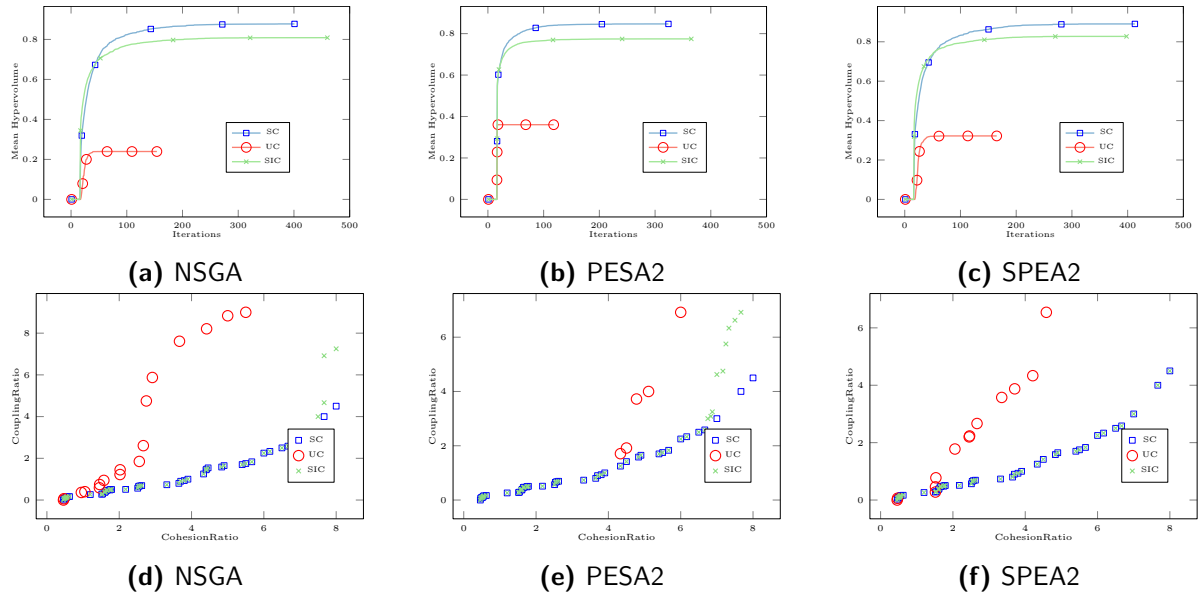 0 0.2 0.4 0.6 0.8
Mean Hypervolume
0 100 200 300 400 500
Iterations
SC
UC
SIC
(a) NSGA
0 0.2 0.4 0.6 0.8
Mean Hypervolume
0 100 200 300 400 500
Iterations
SC
UC
SIC
(b) PESA2
0 0.2 0.4 0.6 0.8
Mean Hypervolume
0 100 200 300 400 500
Iterations
SC
UC
SIC
(c) SPEA2
0 2 4 6 8
CouplingRatio
0 2 4 6 8
CohesionRatio
SC
UC
SIC
(d) NSGA
0 2 4 6
CouplingRatio
0 2 4 6 8
CohesionRatio
SC
UC
SIC
(e) PESA2
0 2 4 6
CouplingRatio
0 2 4 6 8
CohesionRatio
SC
UC
SIC
(f) SPEA2